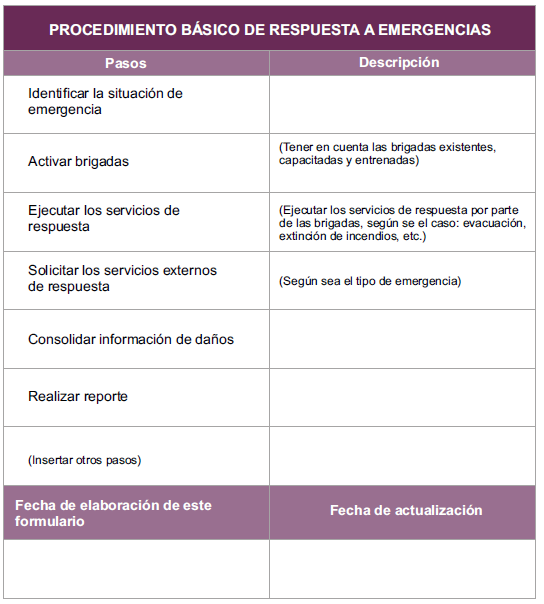 PROCEDIMIENTO BÁSICO DE RESPUESTA A EMERGENCIAS
Pasos
Descripción
Identificar la situación de
emergencia
Activar brigadas
(Tener en cuenta las brigadas existentes,
capacitadas y entrenadas)
Ejecutar los servicios de
respuesta
(Ejecutar los servicios de respuesta por parte
de las brigadas, según se el caso: evacuación,
extinción de incendios, etc.)
Solicitar los servicios externos
de respuesta
(Según sea el tipo de emergencia)
Consolidar información de daños
Realizar reporte
(Insertar otros pasos)
Fecha de elaboración de este
formulario
Fecha de actualización